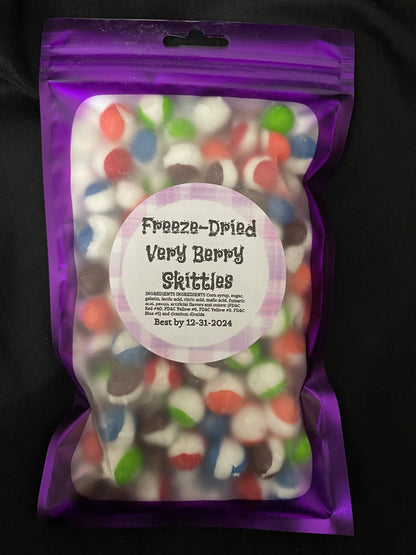 Freeze-Dried
Very Berry
Skittles
INGREDIENTS INGREDIENTS Corn syrup, sugar,
gelatin, lactic acid, citric acid, malic acid, fumaric
acid, pectin, artificial flavors and colors (FD&C
Red #40, FD&C Yellow #5, FD&C Yellow #6, FD&C
Blue #1) and titanium dioxide.
Best by 12-31-2024